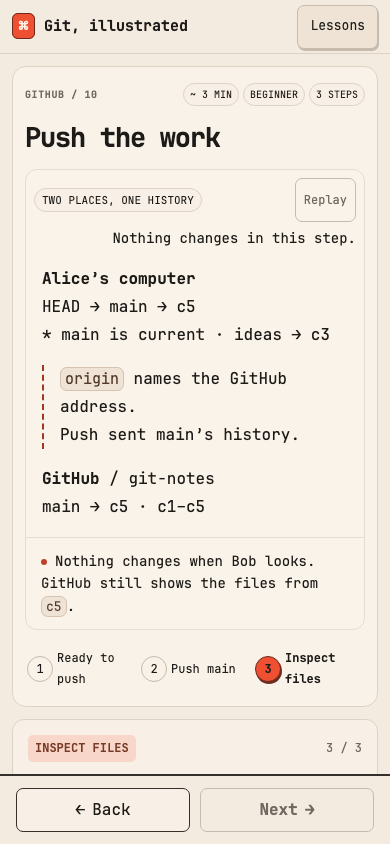 ⌘ Git, illustrated
Lessons
GITHUB / 10
~ 3 MIN
BEGINNER
3 STEPS
Push the work
TWO PLACES, ONE HISTORY
Replay
Nothing changes in this step.
Alice’s computer
HEAD → main → c5
* main is current · ideas → c3
origin names the GitHub
address.
Push sent main’s history.
GitHub / git-notes
main → c5 · c1–c5
• Nothing changes when Bob looks.
GitHub still shows the files from
c5.
1 Ready to
push
2 Push main
3 Inspect
files
INSPECT FILES
3 / 3
← Back
Next →